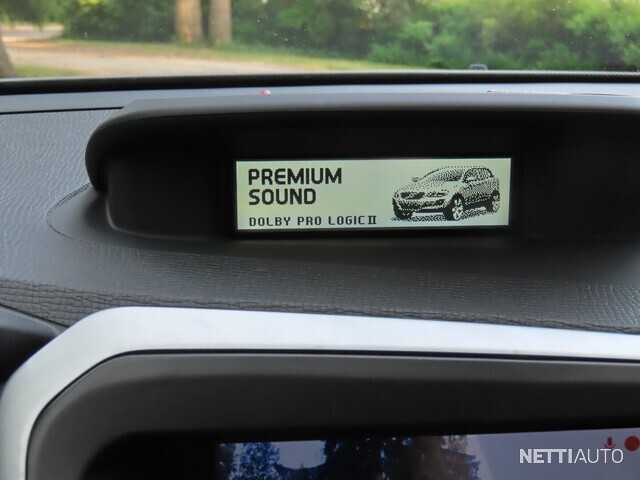 PREMIUM
SOUND
DOLBY PRO LOGIC II
NETTIAUTO